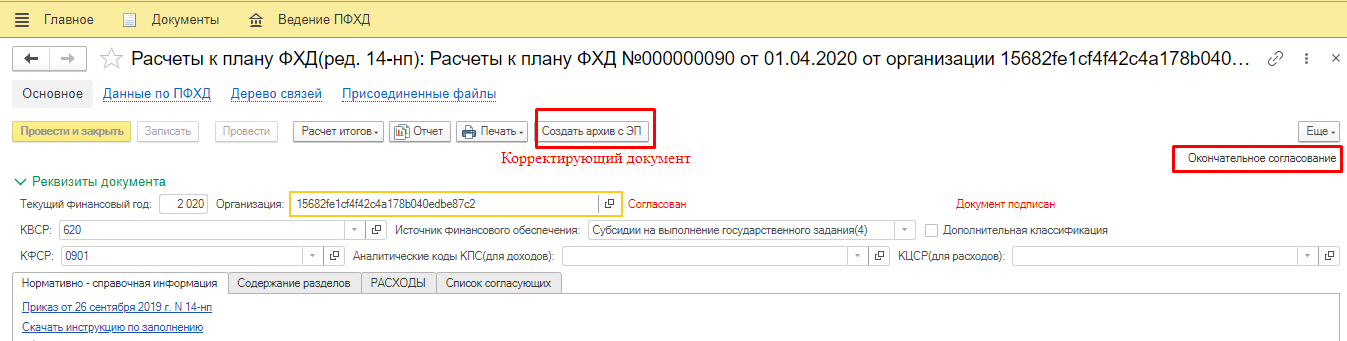 Главное Документы Ведение ПФХД
Расчеты к плану ФХД(ред. 14-нп): Расчеты к плану ФХД №000000090 от 01.04.2020 от организации 15682fe1cf4f42c4a178b040...
Основное Данные по ПФХД Дерево связей Присоединенные файлы
Провести и закрыть Записать Провести Расчет итогов Отчет Печать Создать архив с ЭП Еще
Корректирующий документ Окончательное согласование
Реквизиты документа
Текущий финансовый год: 2 020 Организация: 15682fe1cf4f42c4a178b040edbe87c2 Согласован Документ подписан
КВСР: 620 Источник финансового обеспечения: Субсидии на выполнение государственного задания(4) Дополнительная классификация
КФСР: 0901 Аналитические коды КПС(для доходов): КЦСР(для расходов):
Нормативно - справочная информация Содержание разделов РАСХОДЫ Список согласующих
Приказ от 26 сентября 2019 г. N 14-нп
Скачать инструкцию по заполнению